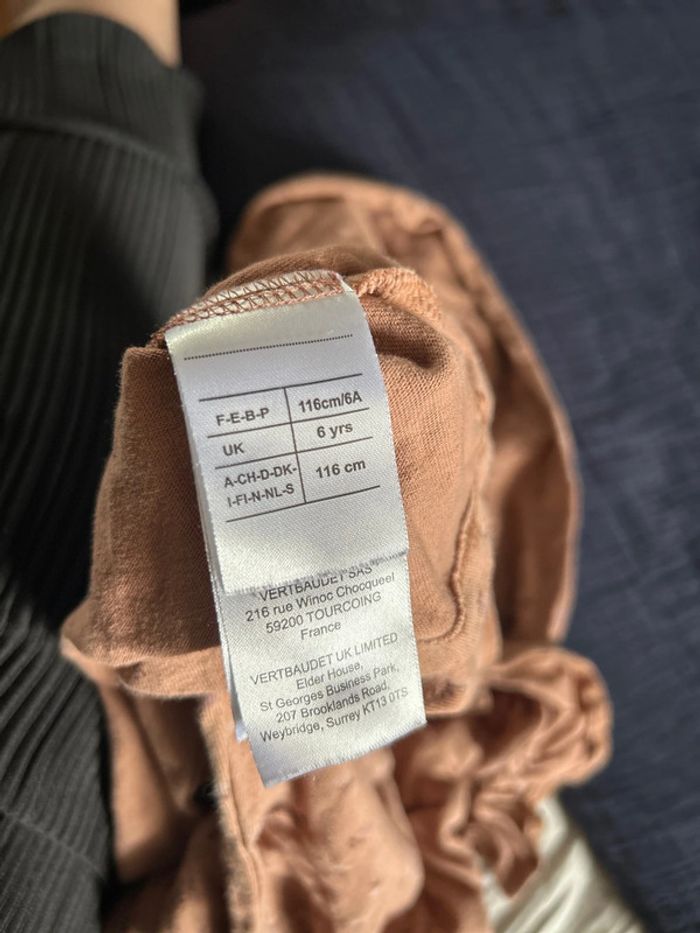 F-E-B-P 116cm/6A
UK 6 yrs
A-CH-D-DK- 116 cm
I-FI-N-NL-S
VERTBAUDET SAS
216 rue Winoc Chocqueel
59200 TOURCOING
France
VERTBAUDET UK LIMITED
Elder House,
St Georges Business Park,
207 Brooklands Road,
Weybridge, Surrey KT13 0TS